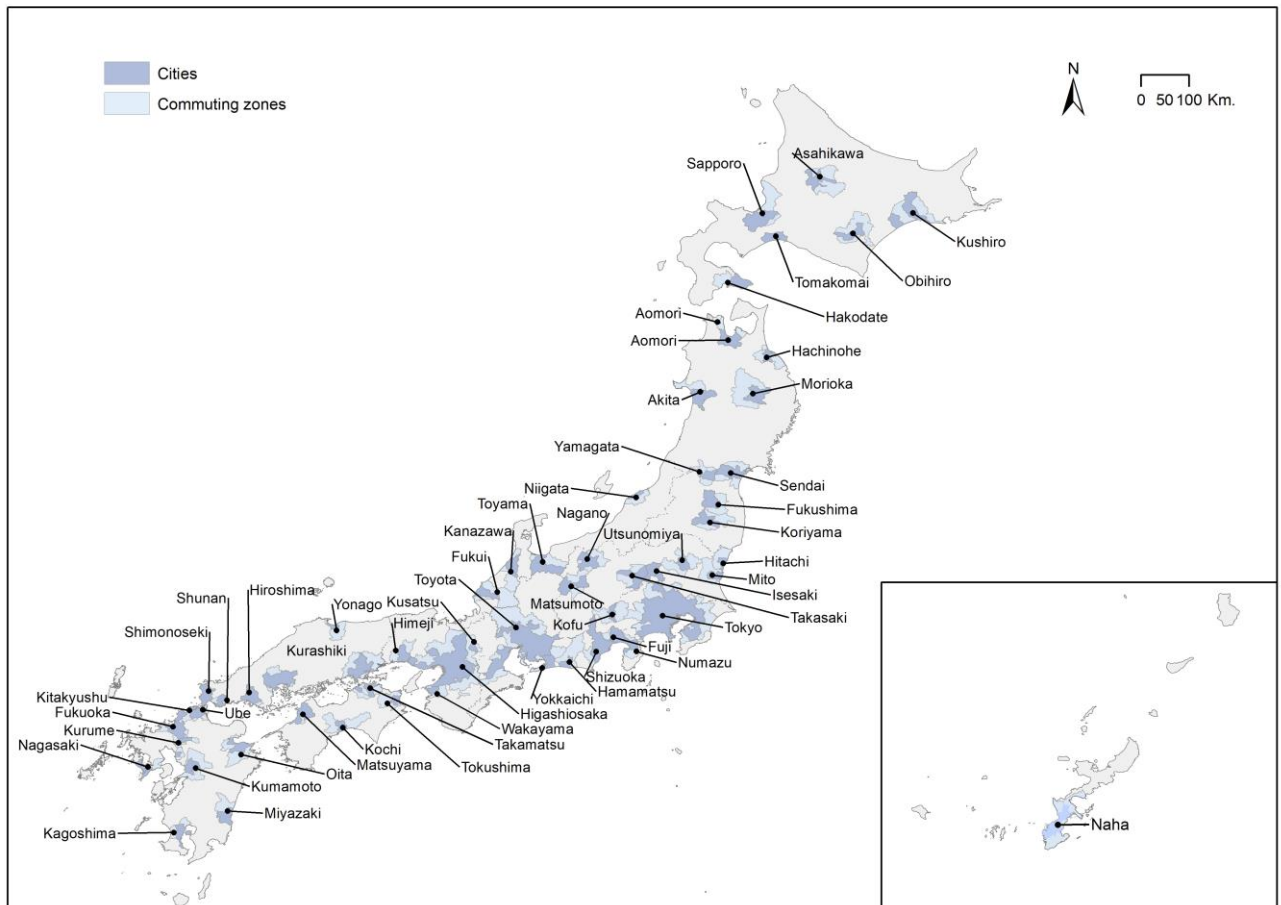 Cities
Commuting zones
N
0 50 100 Km.
Asahikawa
Sapporo
Kushiro
Tomakomai
Obihiro
Hakodate
Aomori
Aomori
Hachinohe
Morioka
Akita
Yamagata
Sendai
Niigata
Toyama
Fukushima
Nagano
Kanazawa
Utsunomiya
Koriyama
Fukui
Hitachi
Toyota
Mito
Hiroshima
Isesaki
Shunan
Yonago
Kusatsu
Matsumoto
Takasaki
Shimonoseki
Himeji
Kofu
Tokyo
Kurashiki
Fuji
Numazu
Shizuoka
Kitakyushu
Hamamatsu
Yokkaichi
Fukuoka
Ube
Higashiosaka
Kurume
Wakayama
Nagasaki
Kochi
Takamatsu
Matsuyama
Tokushima
Oita
Kumamoto
Miyazaki
Kagoshima
Naha